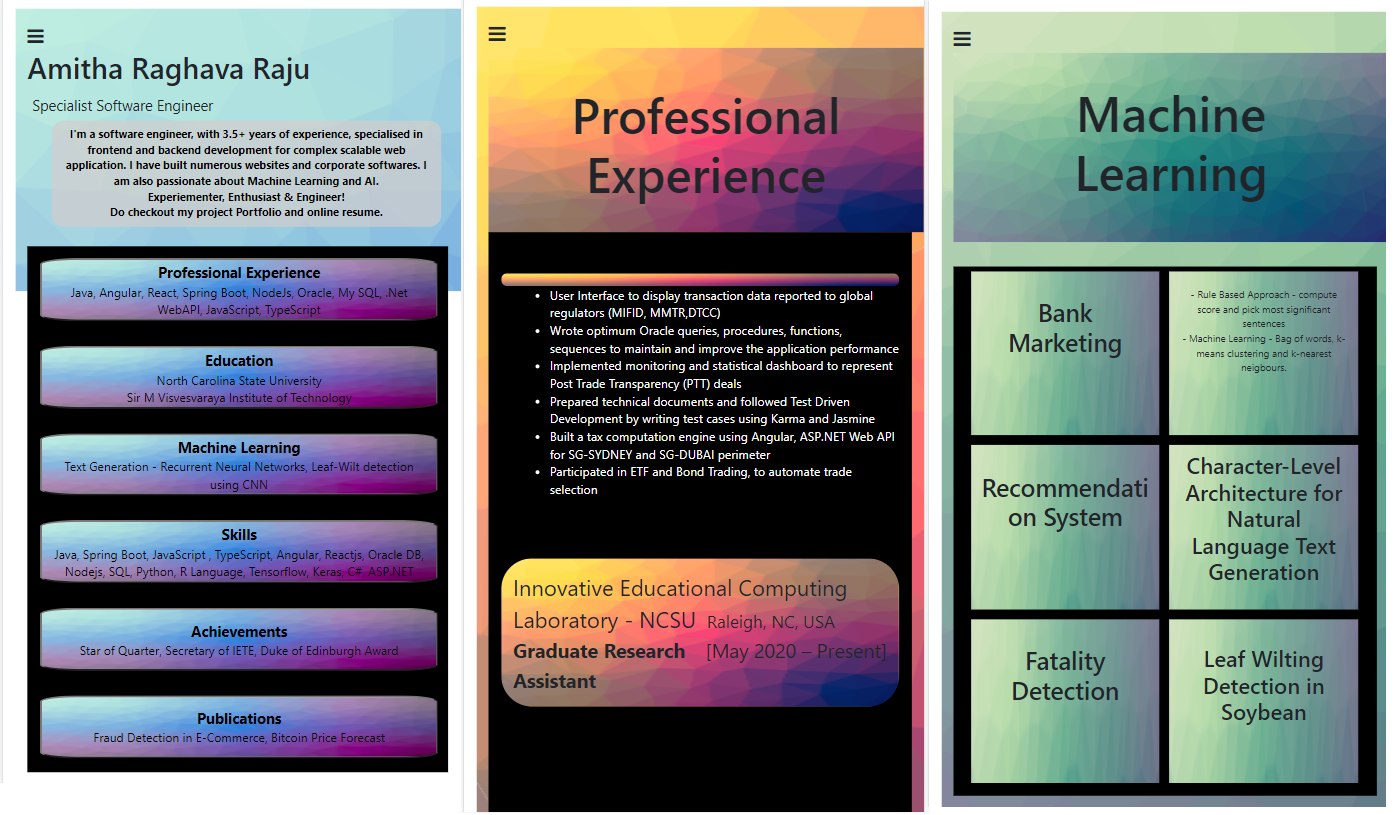 Amitha Raghava Raju
Specialist Software Engineer
I'm a software engineer, with 3.5+ years of experience, specialised in
frontend and backend development for complex scalable web
application. I have built numerous websites and corporate softwares. I
am also passionate about Machine Learning and AI.
Experiementer, Enthusiast & Engineer!
Do checkout my project Portfolio and online resume.
Professional Experience
Java, Angular, React, Spring Boot, NodeJs, Oracle, My SQL, .Net
WebAPI, JavaScript, TypeScript
Education
North Carolina State University
Sir M Visvesvaraya Institute of Technology
Machine Learning
Text Generation - Recurrent Neural Networks, Leaf-Wilt detection
using CNN
Skills
Java, Spring Boot, JavaScript , TypeScript, Angular, Reactjs, Oracle DB,
Nodejs, SQL, Python, R Language, Tensorflow, Keras, C#, ASP.NET
Achievements
Star of Quarter, Secretary of IETE, Duke of Edinburgh Award
Publications
Fraud Detection in E-Commerce, Bitcoin Price Forecast
Professional
Experience
• User Interface to display transaction data reported to global
regulators (MIFID, MMTR,DTCC)
• Wrote optimum Oracle queries, procedures, functions,
sequences to maintain and improve the application performance
• Implemented monitoring and statistical dashboard to represent
Post Trade Transparency (PTT) deals
• Prepared technical documents and followed Test Driven
Development by writing test cases using Karma and Jasmine
• Built a tax computation engine using Angular, ASP.NET Web API
for SG-SYDNEY and SG-DUBAI perimeter
• Participated in ETF and Bond Trading, to automate trade
selection
Innovative Educational Computing
Laboratory - NCSU Raleigh, NC, USA
Graduate Research [May 2020 – Present]
Assistant
Machine
Learning
Bank
Marketing
- Rule Based Approach - compute
score and pick most significant
sentences
- Machine Learning - Bag of words, k-
means clustering and k-nearest
neigbours.
Recommendati
on System
Character-Level
Architecture for
Natural
Language Text
Generation
Fatality
Detection
Leaf Wilting
Detection in
Soybean